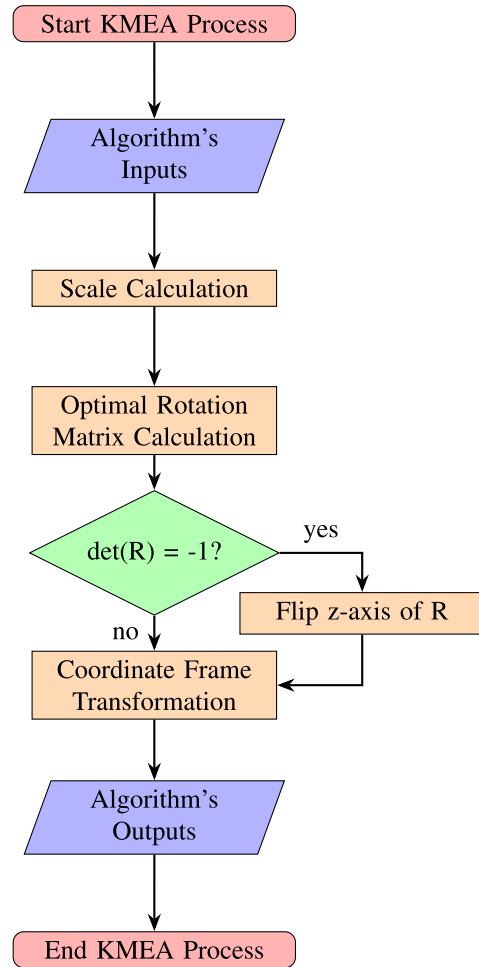 Start KMEA Process
Algorithm's
Inputs
Scale Calculation
Optimal Rotation
Matrix Calculation
det(R) = -1?
yes
Flip z-axis of R
no
Coordinate Frame
Transformation
Algorithm's
Outputs
End KMEA Process